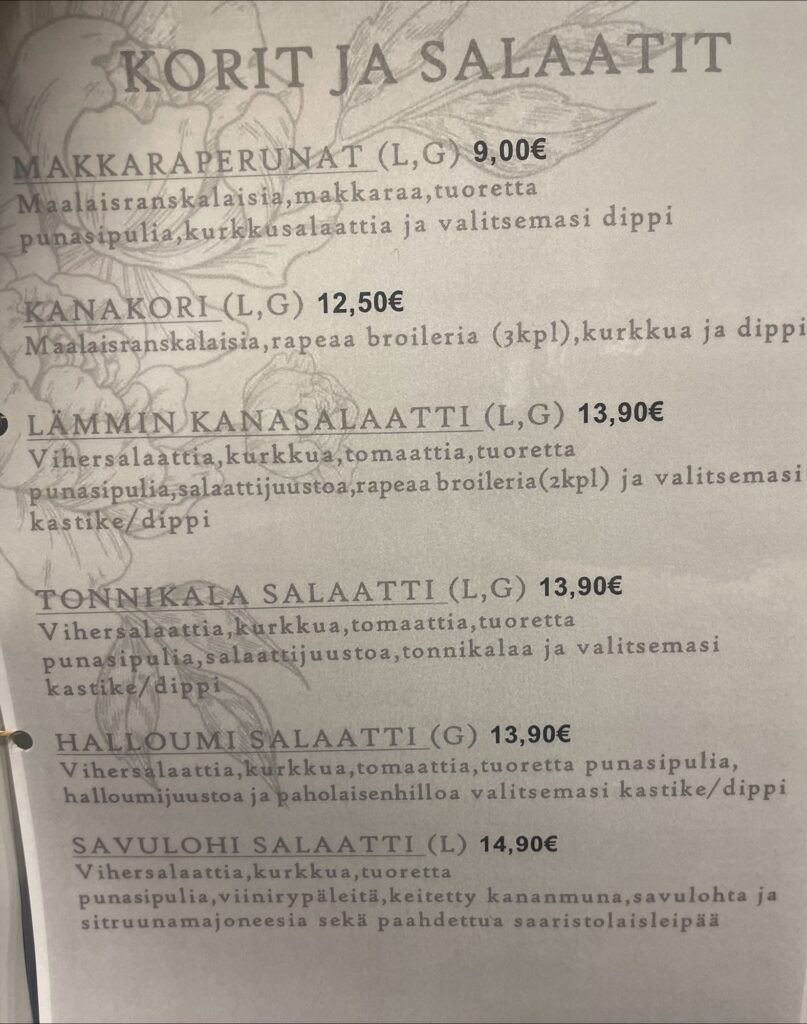 KORIT JA SALAATIT
MAKKARAPERUNAT (L,G) 9,00€
Maalaisranskalaisia,makkaraa,tuoretta
punasipulia,kurkkusalaattia ja valitsemasi dippi
KANAKORI (L,G) 12,50€
Maalaisranskalaisia,rapeaa broileria (3kpl),kurkkua ja dippi
LÄMMIN KANASALAATTI (L,G) 13,90€
Vihersalaattia,kurkkua,tomaattia,tuoretta
punasipulia,salaattijuustoa,rapeaa broileria(2kpl) ja valitsemasi
kastike/dippi
TONNIKALA SALAATTI (L,G) 13,90€
Vihersalaattia,kurkkua,tomaattia,tuoretta
punasipulia,salaattijuustoa,tonnikalaa ja valitsemasi
kastike/dippi
HALLOUMI SALAATTI (G) 13,90€
Vihersalaattia,kurkkua,tomaattia,tuoretta punasipulia,
halloumijuustoa ja paholaisenhilloa valitsemasi kastike/dippi
SAVULOHI SALAATTI (L) 14,90€
Vihersalaattia,kurkkua,tuoretta
punasipulia,viinirypäleitä,keitetty kananmuna,savulohta ja
sitruunamajoneesia sekä paahdettua saaristolaisleipää